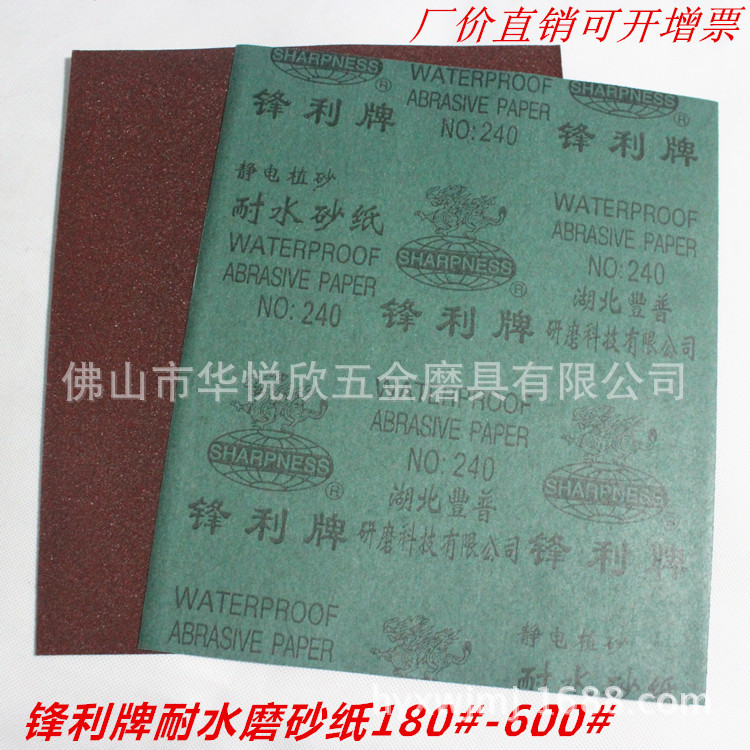 厂价直销可开增票
SHARPNESS
®
锋利牌
WATERPROOF
ABRASIVE PAPER
NO:240
SHARPNESS
®
锋利牌
静电植砂
耐水砂纸
WATERPROOF
ABRASIVE PAPER
NO:240
SHARPNESS
®
锋利牌
WATERPROOF
ABRASIVE PAPER
NO:240
湖北豐普
研磨科技有限公司
佛山市华悦欣五金磨具有限公司
SHARPNESS
®
锋利牌
WATERPROOF
ABRASIVE PAPER
NO:240
湖北豐普
研磨科技有限公司
SHARPNESS
®
锋利牌
WATERPROOF
ABRASIVE PAPER
静电植砂
耐水砂纸
hyxwjmj.1688.com
锋利牌耐水磨砂纸180#-600#